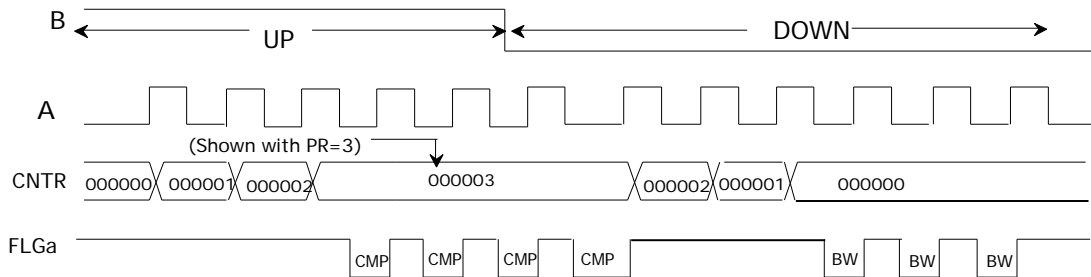 B
UP
DOWN
A
(Shown with PR=3)
CNTR
000000 000001 000002 000003 000002 000001 000000
FLGa
CMP CMP CMP CMP BW BW BW